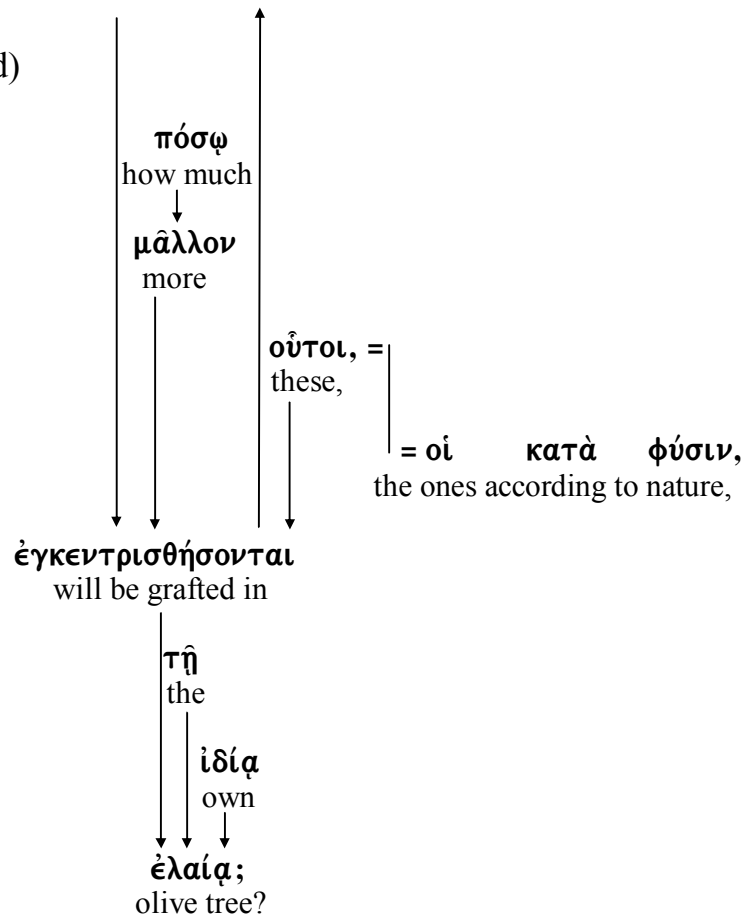 d)
πόσῳ
how much
μᾶλλον
more
οὗτοι, =
these,
= οἱ κατὰ φύσιν,
the ones according to nature,
ἐγκεντρισθήσονται
will be grafted in
τῇ
the
ἰδίᾳ
own
ἐλαίᾳ;
olive tree?